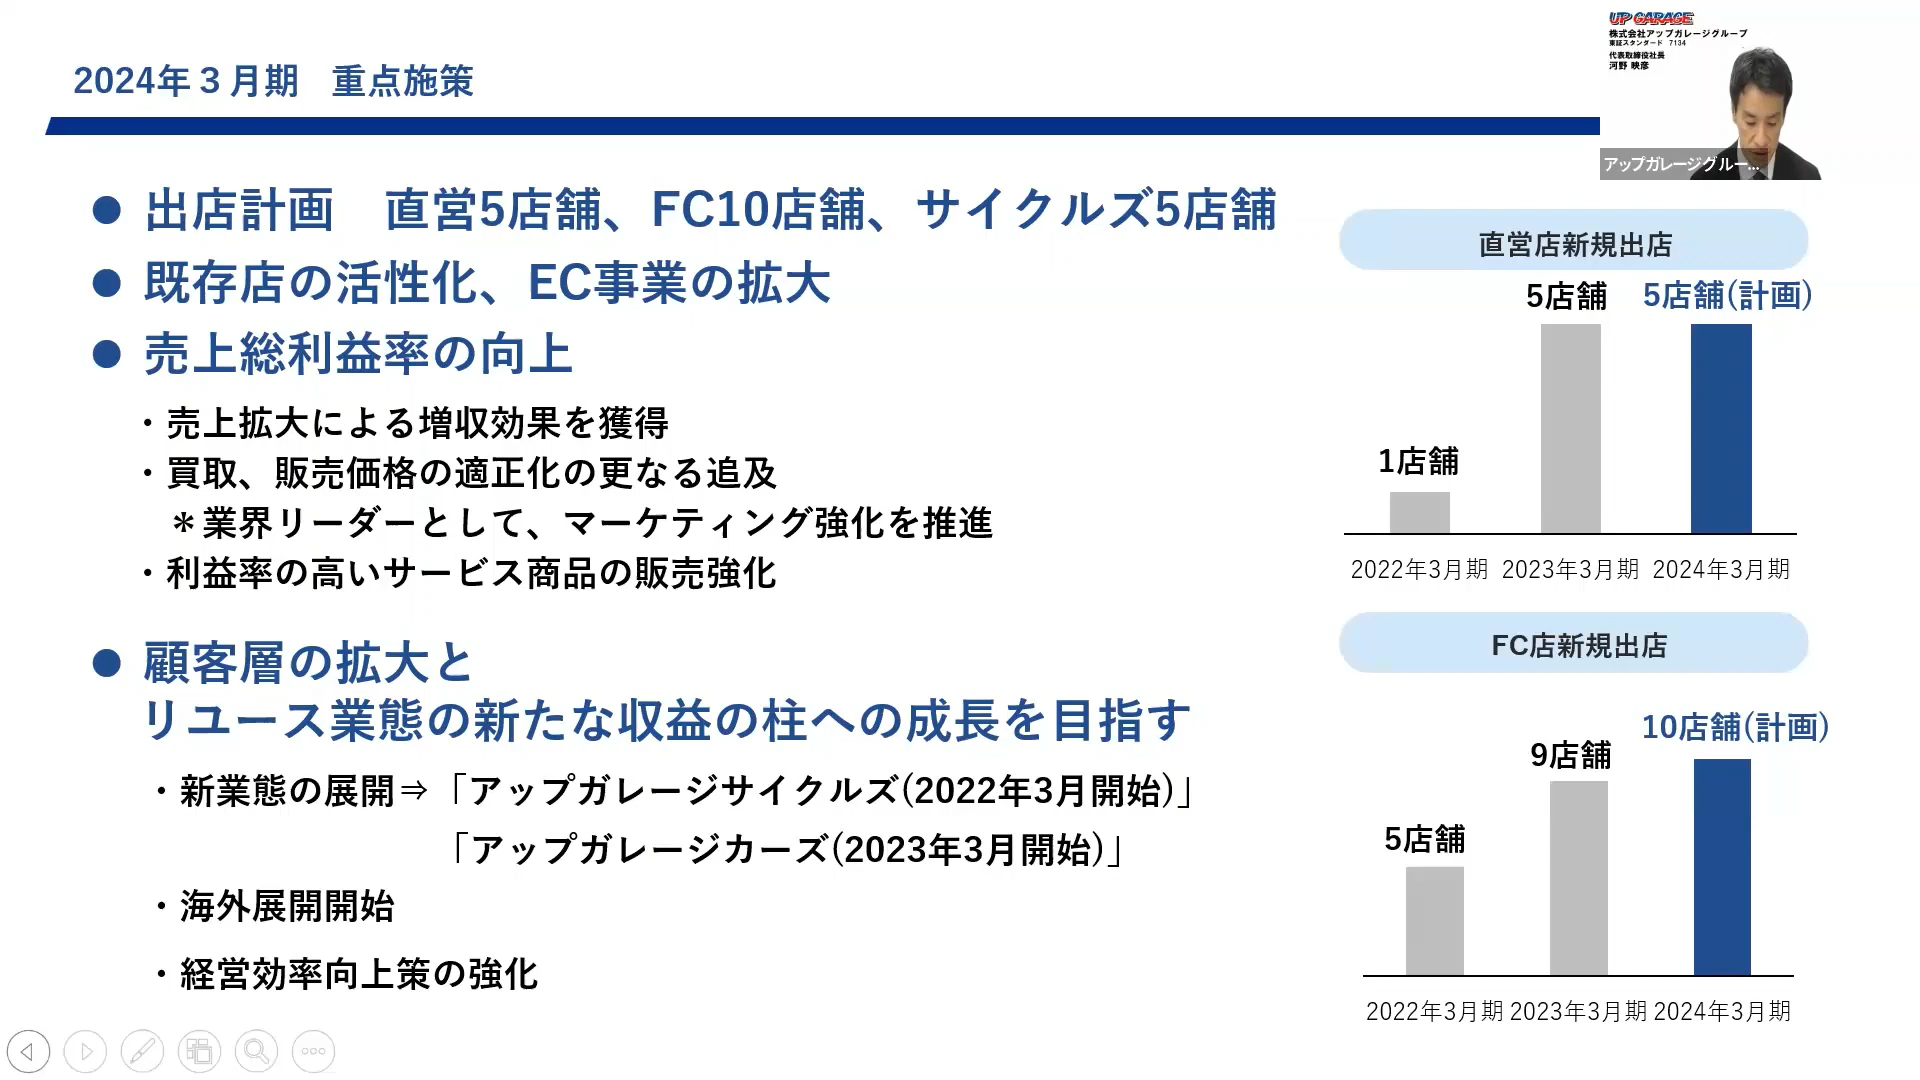 2024年３月期　重点施策
UP GARAGE
株式会社アップガレージグループ
東証スタンダード　7134
代表取締役社長
河野 映彦
アップガレージグルー...
● 出店計画　直営5店舗、FC10店舗、サイクルズ5店舗
● 既存店の活性化、EC事業の拡大
● 売上総利益率の向上
・売上拡大による増収効果を獲得
・買取、販売価格の適正化の更なる追及
＊業界リーダーとして、マーケティング強化を推進
・利益率の高いサービス商品の販売強化
● 顧客層の拡大と
リユース業態の新たな収益の柱への成長を目指す
・新業態の展開⇒「アップガレージサイクルズ(2022年3月開始)」
「アップガレージカーズ(2023年3月開始)」
・海外展開開始
・経営効率向上策の強化
直営店新規出店
1店舗
5店舗
5店舗(計画)
2022年3月期
2023年3月期
2024年3月期
FC店新規出店
5店舗
9店舗
10店舗(計画)
2022年3月期
2023年3月期
2024年3月期